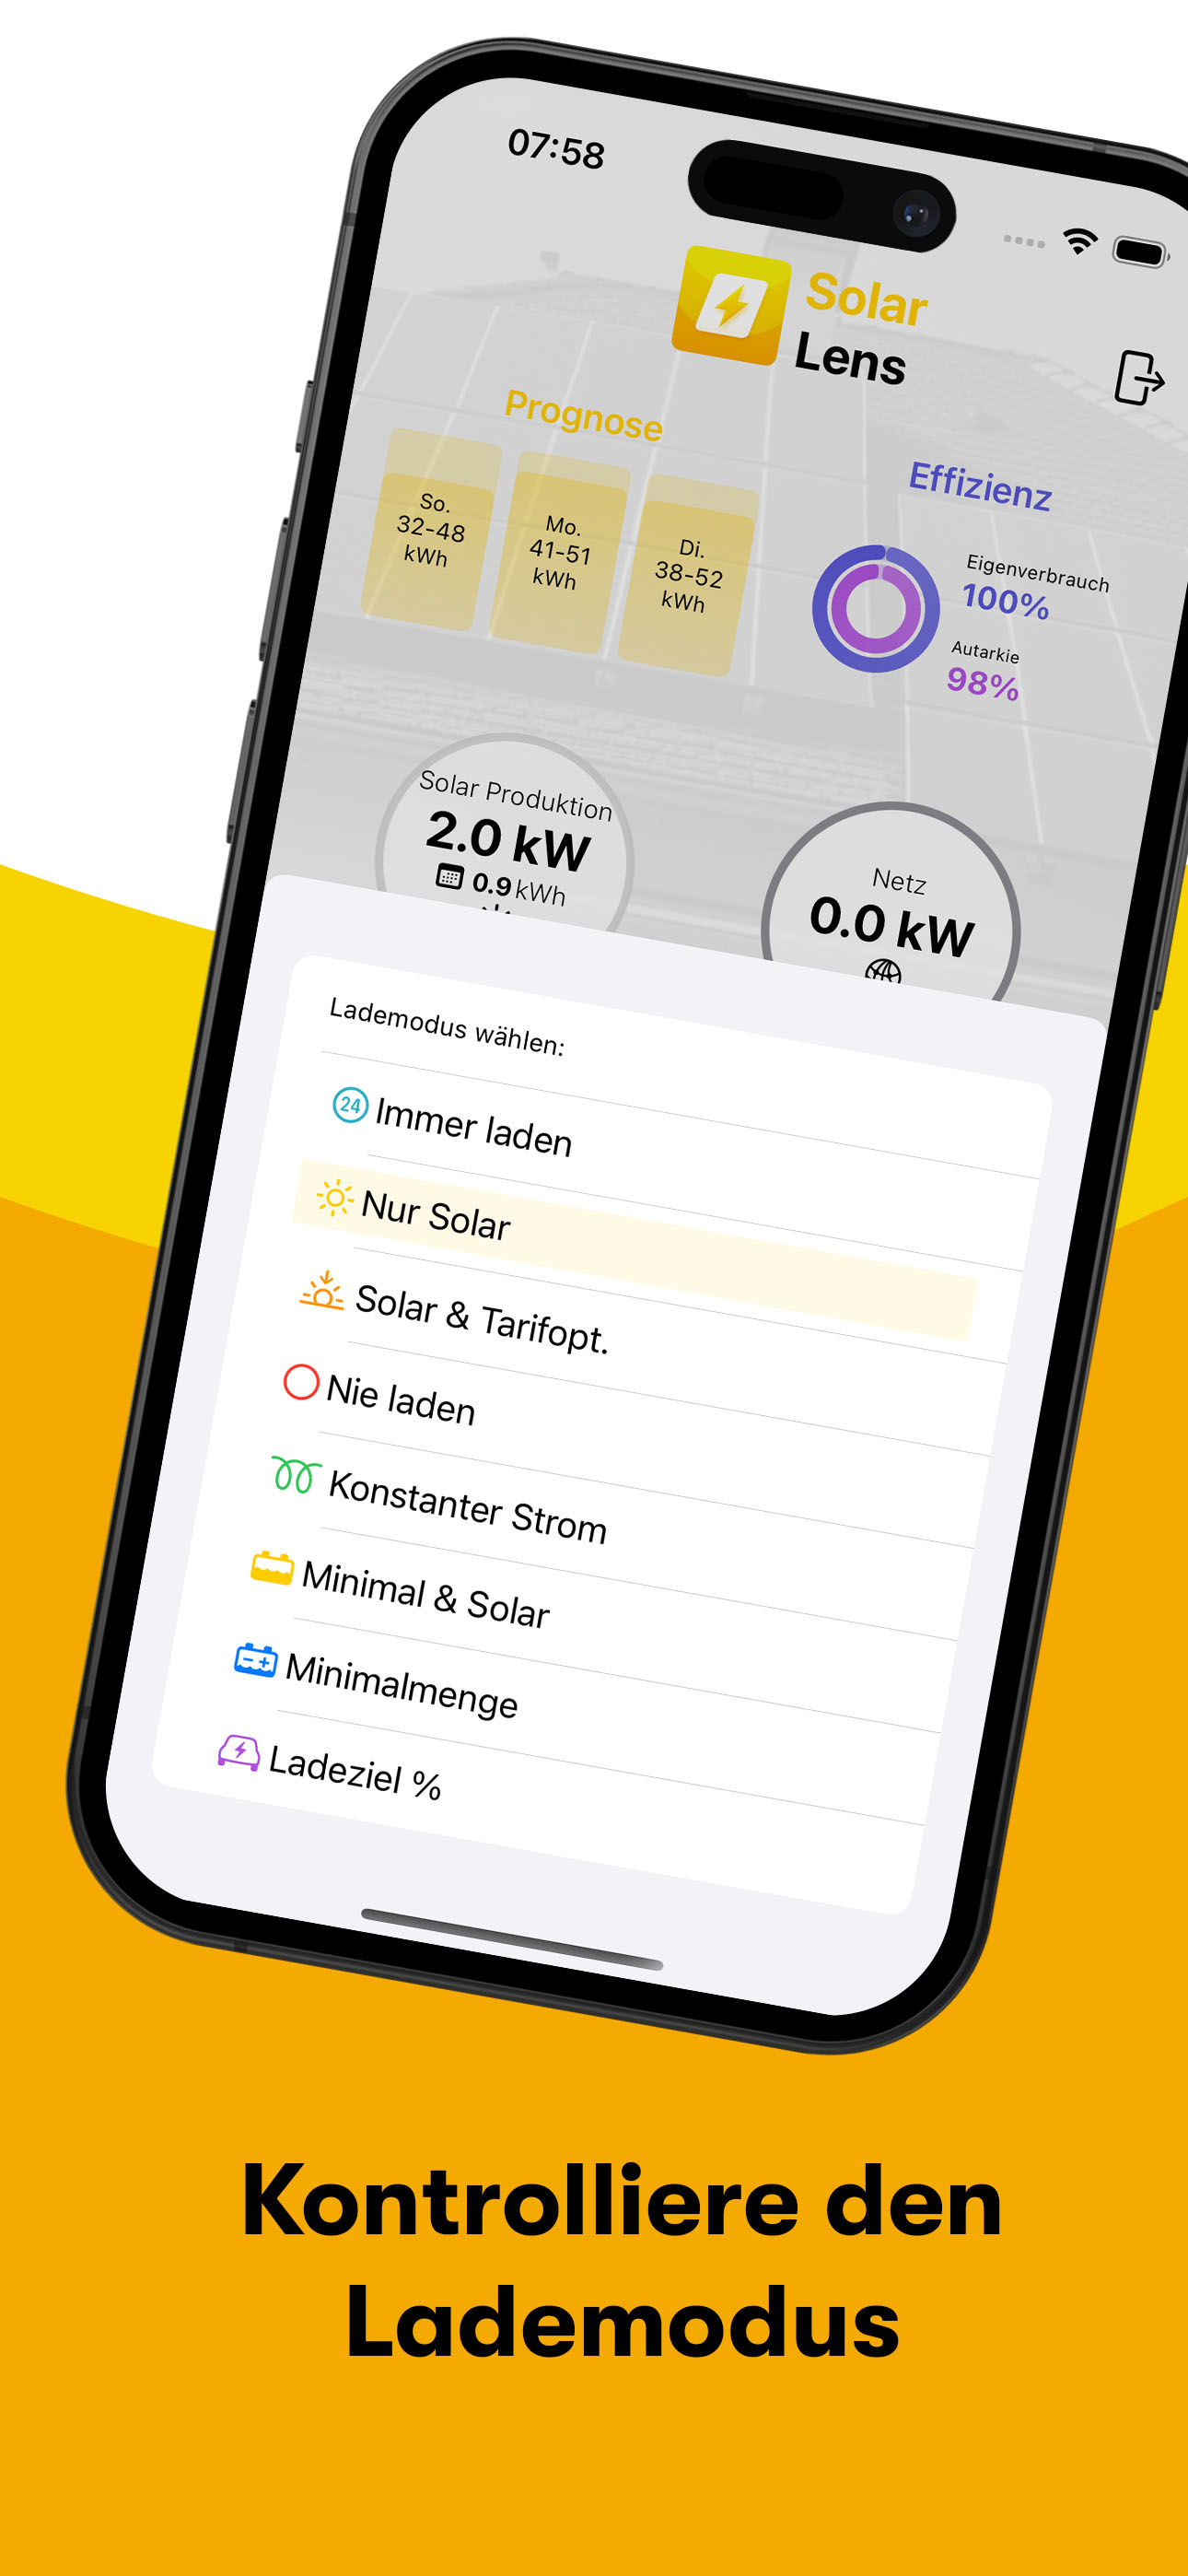 07:58
Solar
Lens
Prognose
So.
32-48
kWh
Mo.
41-51
kWh
Di.
38-52
kWh
Effizienz
Eigenverbrauch
100%
Autarkie
98%
Solar Produktion
2.0 kW
0.9 kWh
Netz
0.0 kW
Lademodus wählen:
24 Immer laden
Nur Solar
Solar & Tarifopt.
Nie laden
Konstanter Strom
Minimal & Solar
Minimalmenge
Ladeziel %
Kontrolliere den
Lademodus